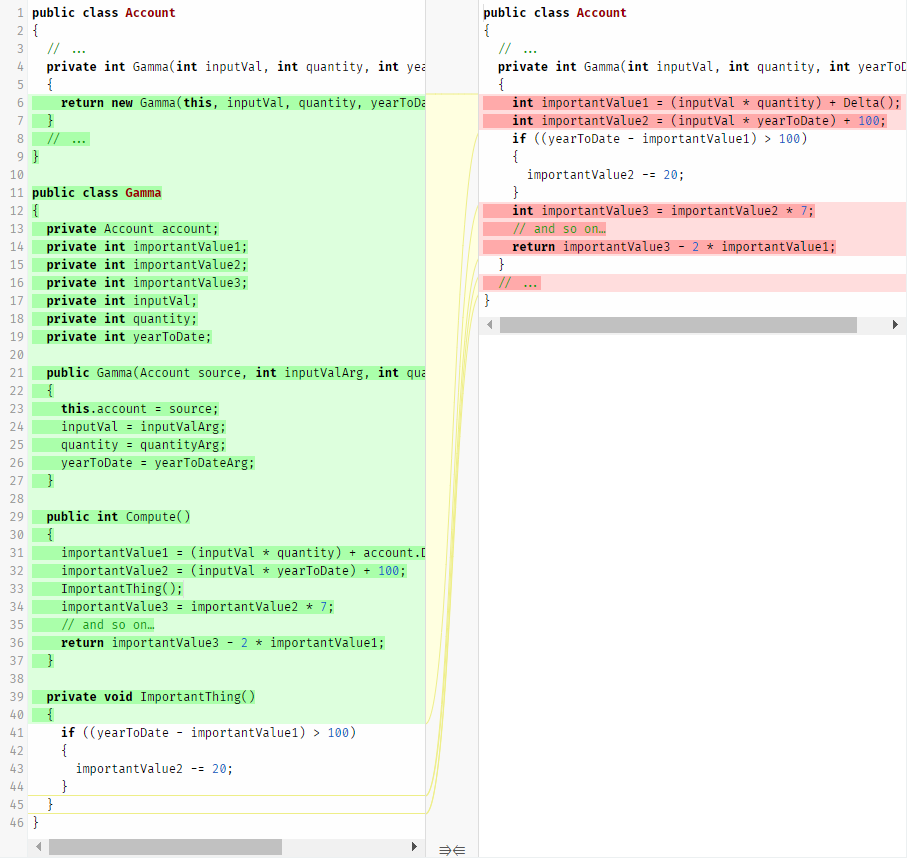 1 public class Account
2 {
3 // ...
4 private int Gamma(int inputVal, int quantity, int yea
5 {
6 return new Gamma(this, inputVal, quantity, yearToDa
7 }
8 // ...
9 }
10
11 public class Gamma
12 {
13 private Account account;
14 private int importantValue1;
15 private int importantValue2;
16 private int importantValue3;
17 private int inputVal;
18 private int quantity;
19 private int yearToDate;
20
21 public Gamma(Account source, int inputValArg, int qua
22 {
23 this.account = source;
24 inputVal = inputValArg;
25 quantity = quantityArg;
26 yearToDate = yearToDateArg;
27 }
28
29 public int Compute()
30 {
31 importantValue1 = (inputVal * quantity) + account.D
32 importantValue2 = (inputVal * yearToDate) + 100;
33 ImportantThing();
34 importantValue3 = importantValue2 * 7;
35 // and so on…
36 return importantValue3 - 2 * importantValue1;
37 }
38
39 private void ImportantThing()
40 {
41 if ((yearToDate - importantValue1) > 100)
42 {
43 importantValue2 -= 20;
44 }
45 }
46 }
public class Account
{
// ...
private int Gamma(int inputVal, int quantity, int yearToD
{
int importantValue1 = (inputVal * quantity) + Delta();
int importantValue2 = (inputVal * yearToDate) + 100;
if ((yearToDate - importantValue1) > 100)
{
importantValue2 -= 20;
}
int importantValue3 = importantValue2 * 7;
// and so on…
return importantValue3 - 2 * importantValue1;
}
// ...
}